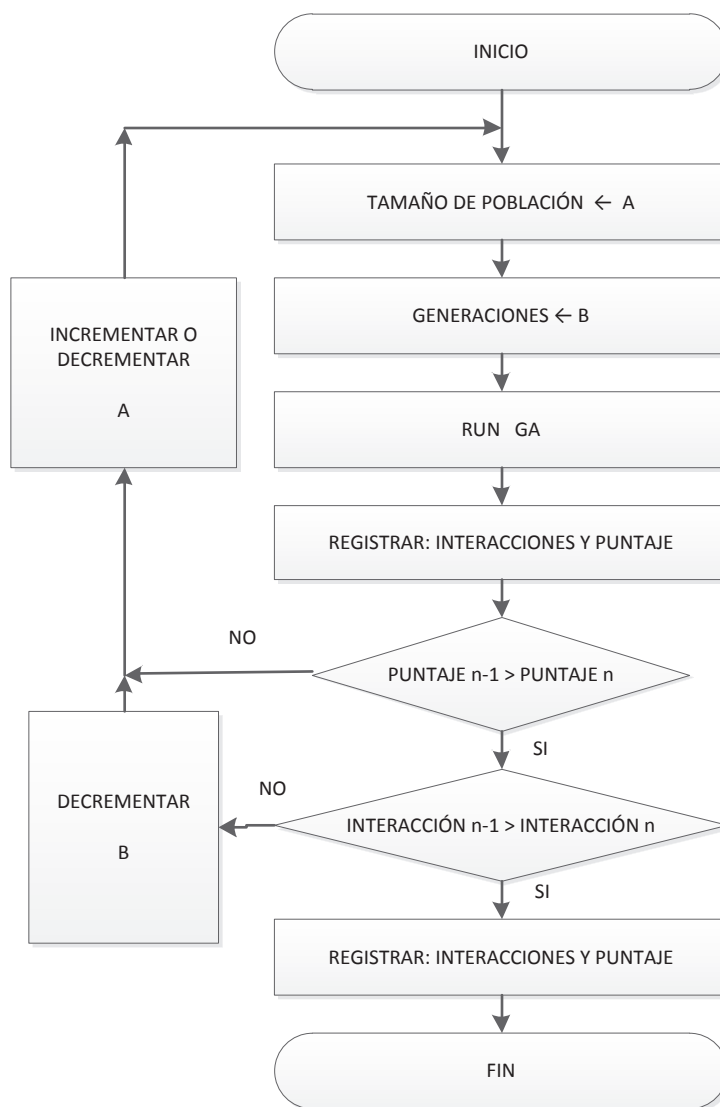 INICIO
TAMAÑO DE POBLACIÓN ← A
GENERACIONES ← B
INCREMENTAR O
DECREMENTAR
A
RUN GA
REGISTRAR: INTERACCIONES Y PUNTAJE
NO
PUNTAJE n-1 > PUNTAJE n
SI
DECREMENTAR
B
NO
INTERACCIÓN n-1 > INTERACCIÓN n
SI
REGISTRAR: INTERACCIONES Y PUNTAJE
FIN